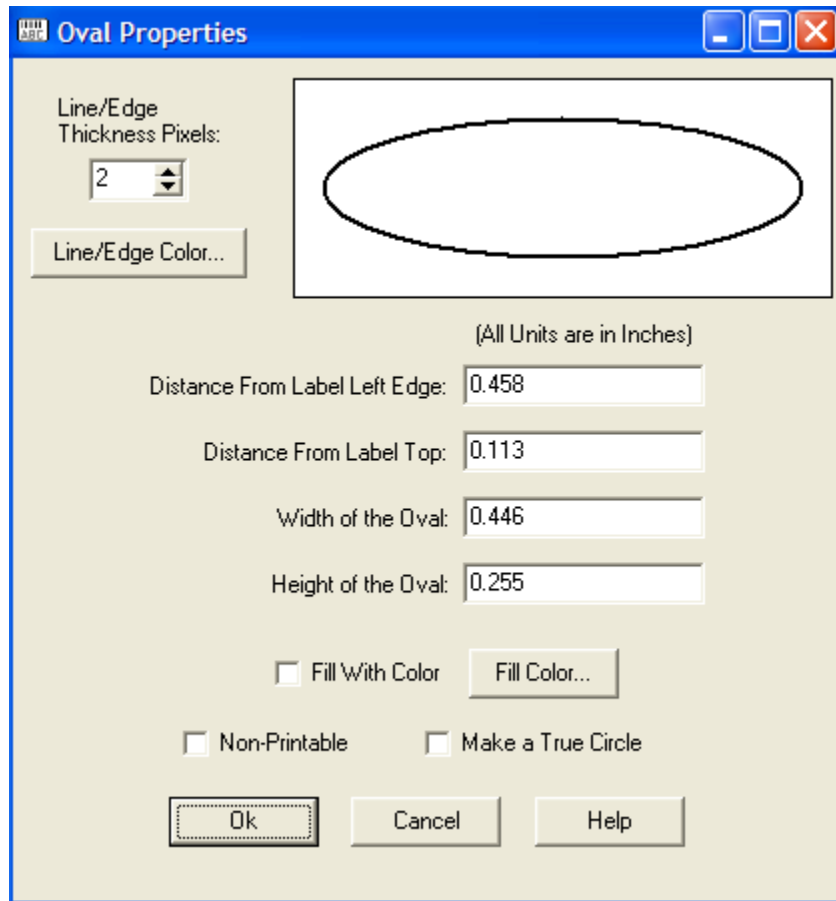 Oval Properties
Line/Edge
Thickness Pixels:
2
Line/Edge Color...
(All Units are in Inches)
Distance From Label Left Edge: 0.458
Distance From Label Top: 0.113
Width of the Oval: 0.446
Height of the Oval: 0.255
Fill With Color Fill Color...
Non-Printable Make a True Circle
Ok Cancel Help